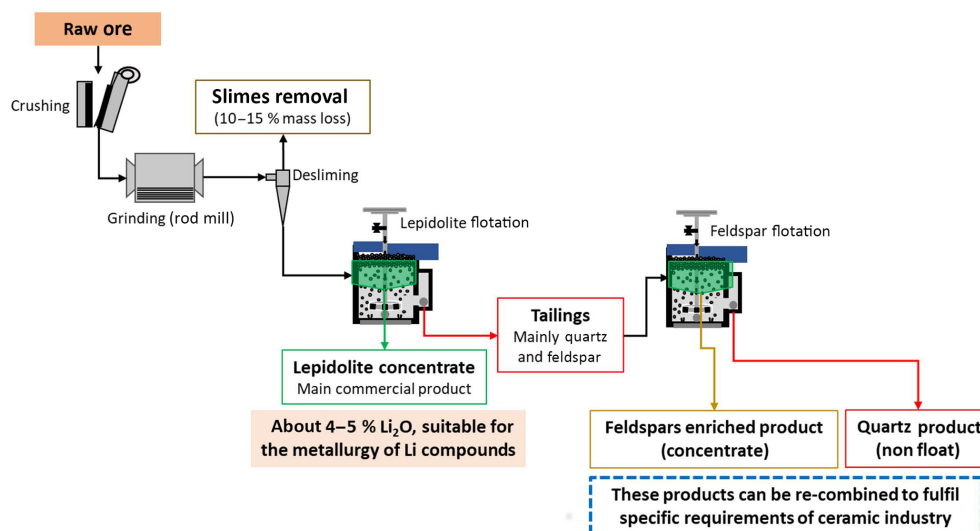 Raw ore
Crushing
Slimes removal
(10–15 % mass loss)
Desliming
Grinding (rod mill)
Lepidolite flotation
Feldspar flotation
Tailings
Mainly quartz
and feldspar
Lepidolite concentrate
Main commercial product
About 4–5 % Li₂O, suitable for
the metallurgy of Li compounds
Feldspars enriched product
(concentrate)
Quartz product
(non float)
These products can be re-combined to fulfil
specific requirements of ceramic industry